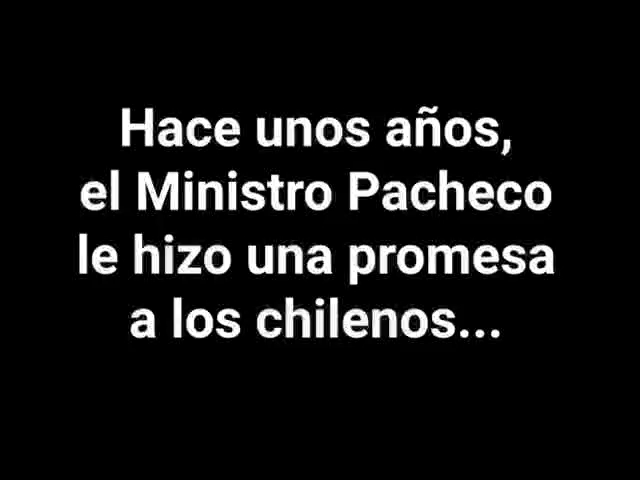 Hace unos años,
el Ministro Pacheco
le hizo una promesa
a los chilenos...